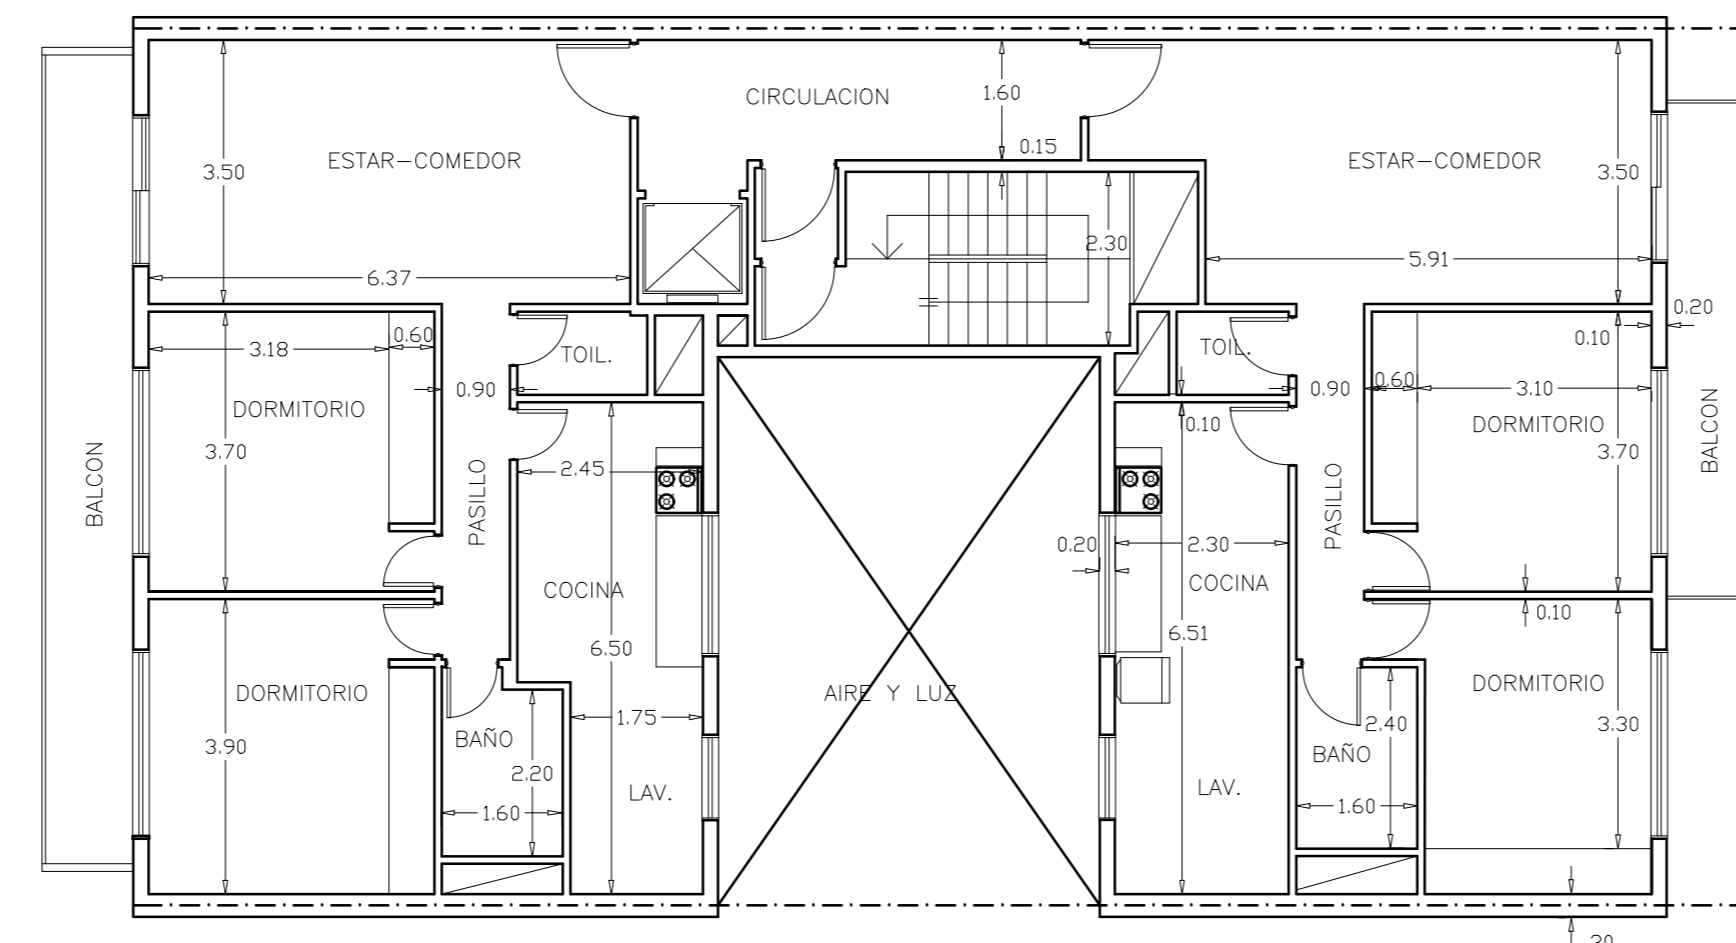 CIRCULACION
1.60
0.15
ESTAR-COMEDOR
ESTAR-COMEDOR
3.50
3.50
2.30
6.37
5.91
0.20
0.10
0.60
3.18
TOIL.
TOIL.
0.90
0.90
0.60
3.10
DORMITORIO
DORMITORIO
0.10
3.70
3.70
2.45
BALCON
PASILLO
PASILLO
BALCON
0.20
2.30
COCINA
COCINA
0.10
6.50
6.51
DORMITORIO
AIRE Y LUZ
DORMITORIO
1.75
2.40
3.30
BAÑO
BAÑO
3.90
2.20
LAV.
LAV.
1.60
1.60